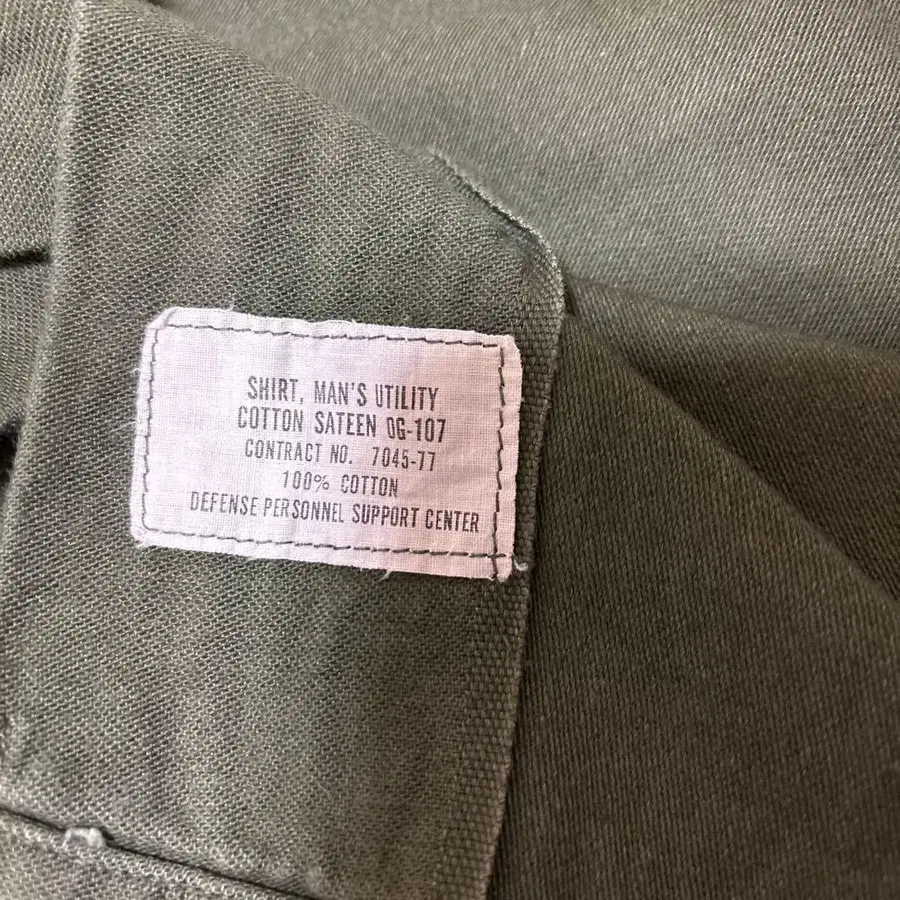 SHIRT, MAN'S UTILITY
COTTON SATEEN OG-107
CONTRACT NO. 7045-77
100% COTTON
DEFENSE PERSONNEL SUPPORT CENTER